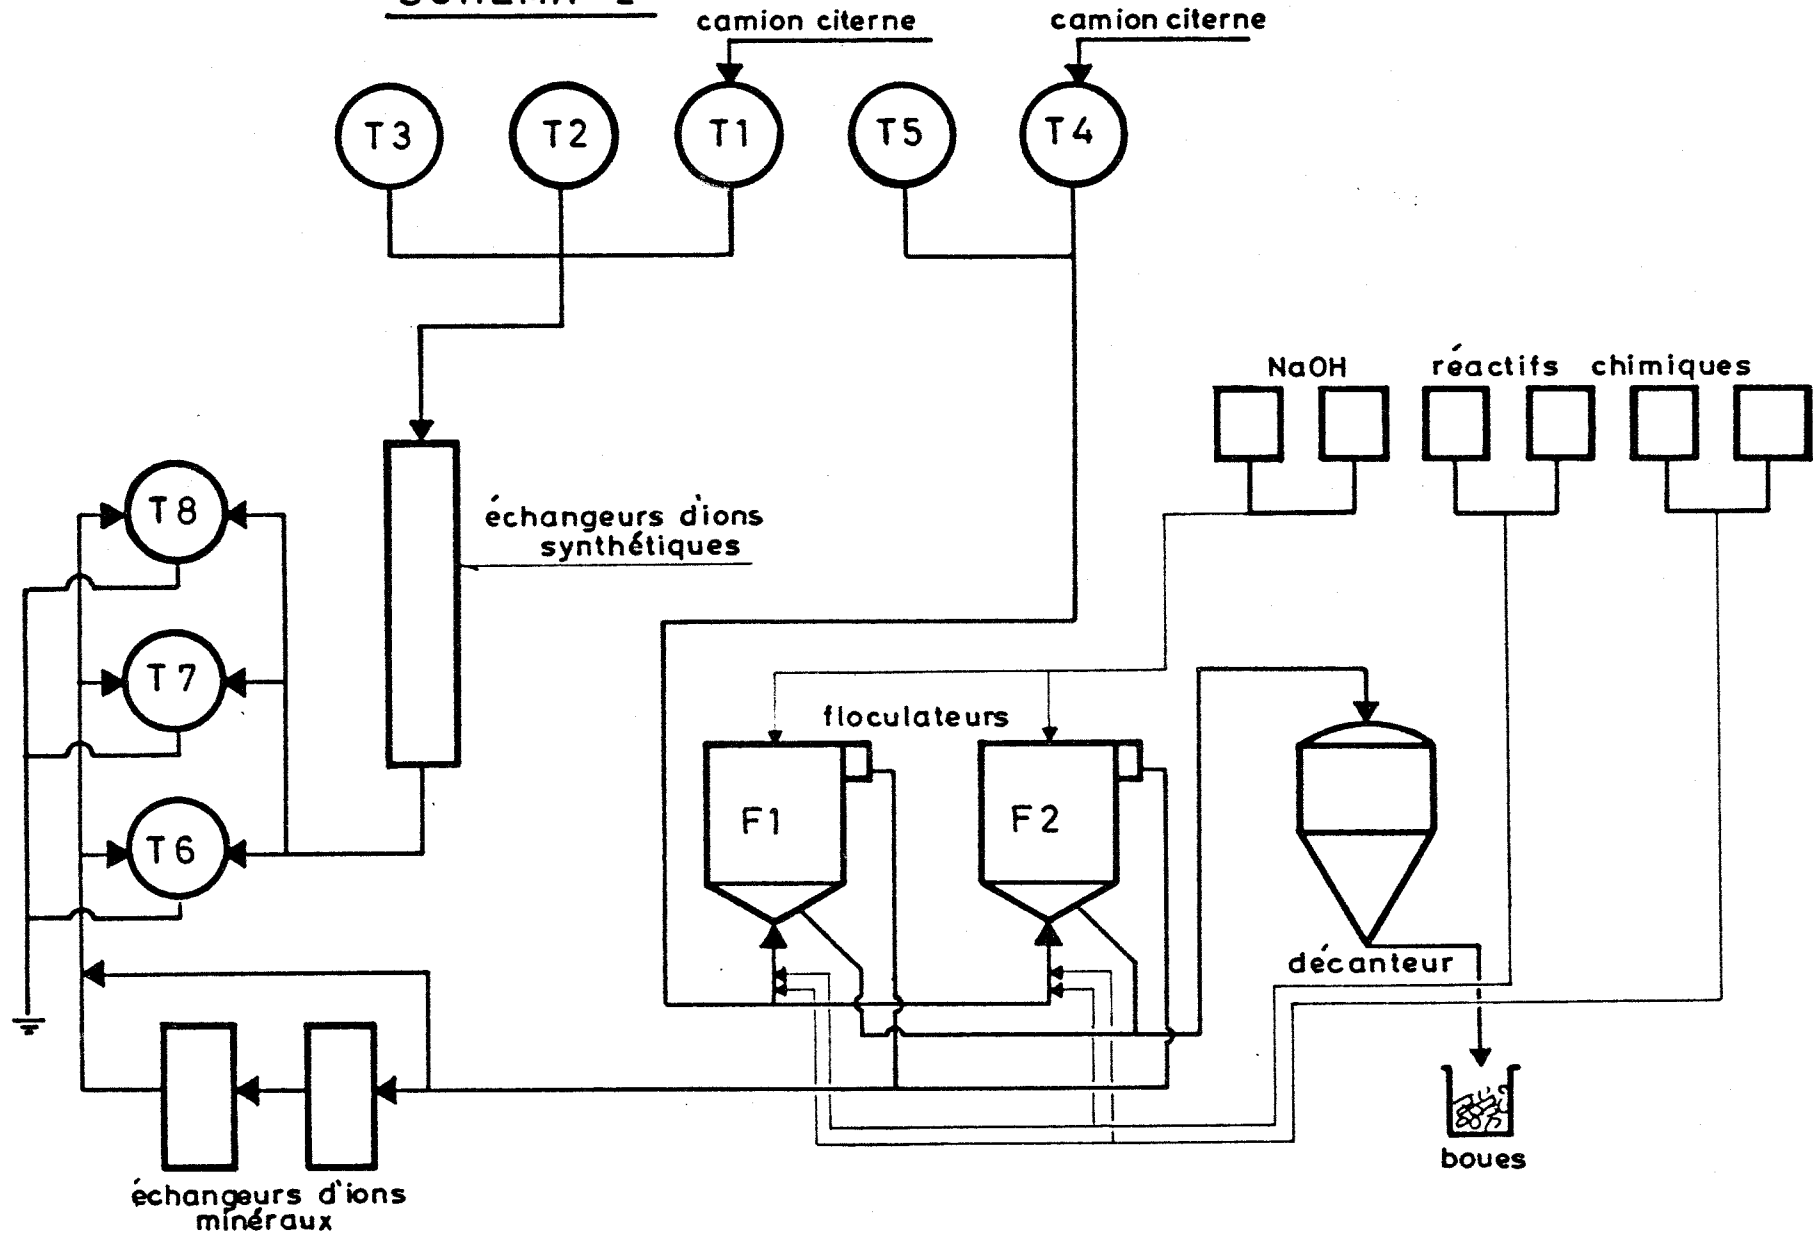 camion citerne
camion citerne
T3
T2
T1
T5
T4
NaOH
réactifs chimiques
T8
échangeurs d'ions
synthétiques
T7
floculateurs
T6
F1
F2
décanteur
boues
échangeurs d'ions
minéraux